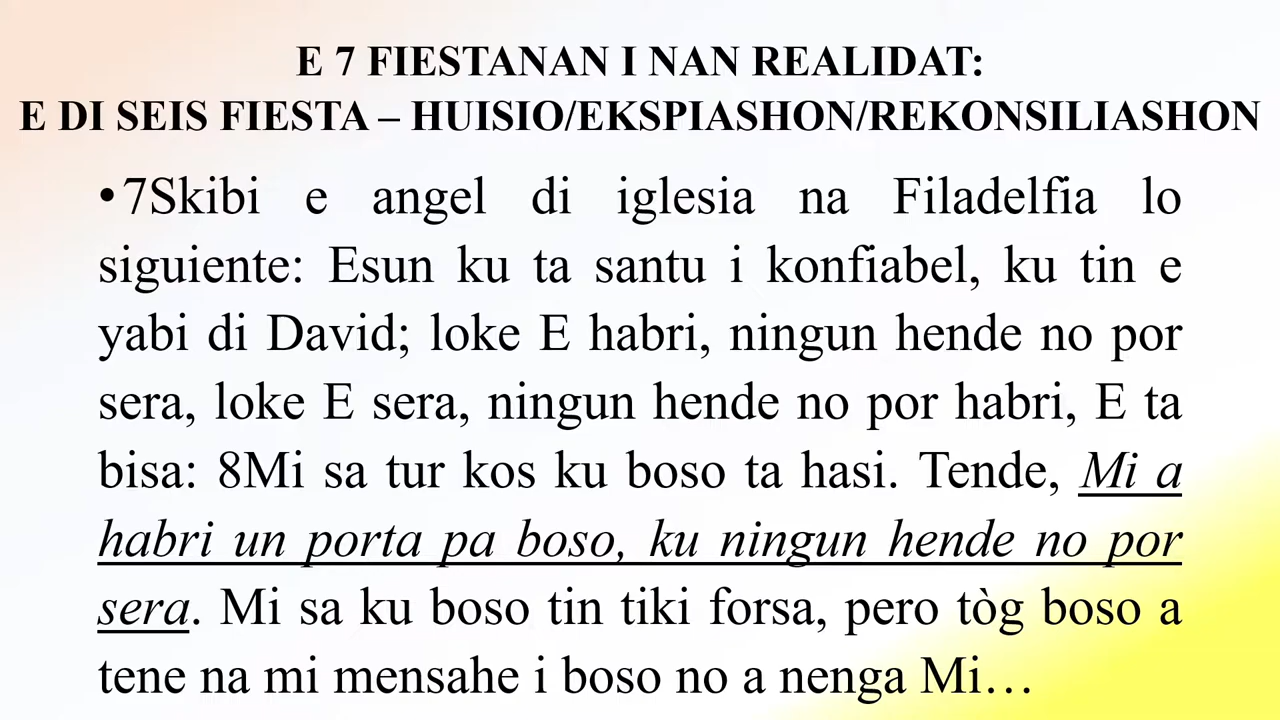 E 7 FIESTANAN I NAN REALIDAT:
E DI SEIS FIESTA – HUISIO/EKSPIASHON/REKONSILIASHON
•7Skibi e angel di iglesia na Filadelfia lo
siguiente: Esun ku ta santu i konfiabel, ku tin e
yabi di David; loke E habri, ningun hende no por
sera, loke E sera, ningun hende no por habri, E ta
bisa: 8Mi sa tur kos ku boso ta hasi. Tende, Mi a
habri un porta pa boso, ku ningun hende no por
sera. Mi sa ku boso tin tiki forsa, pero tòg boso a
tene na mi mensahe i boso no a nenga Mi…